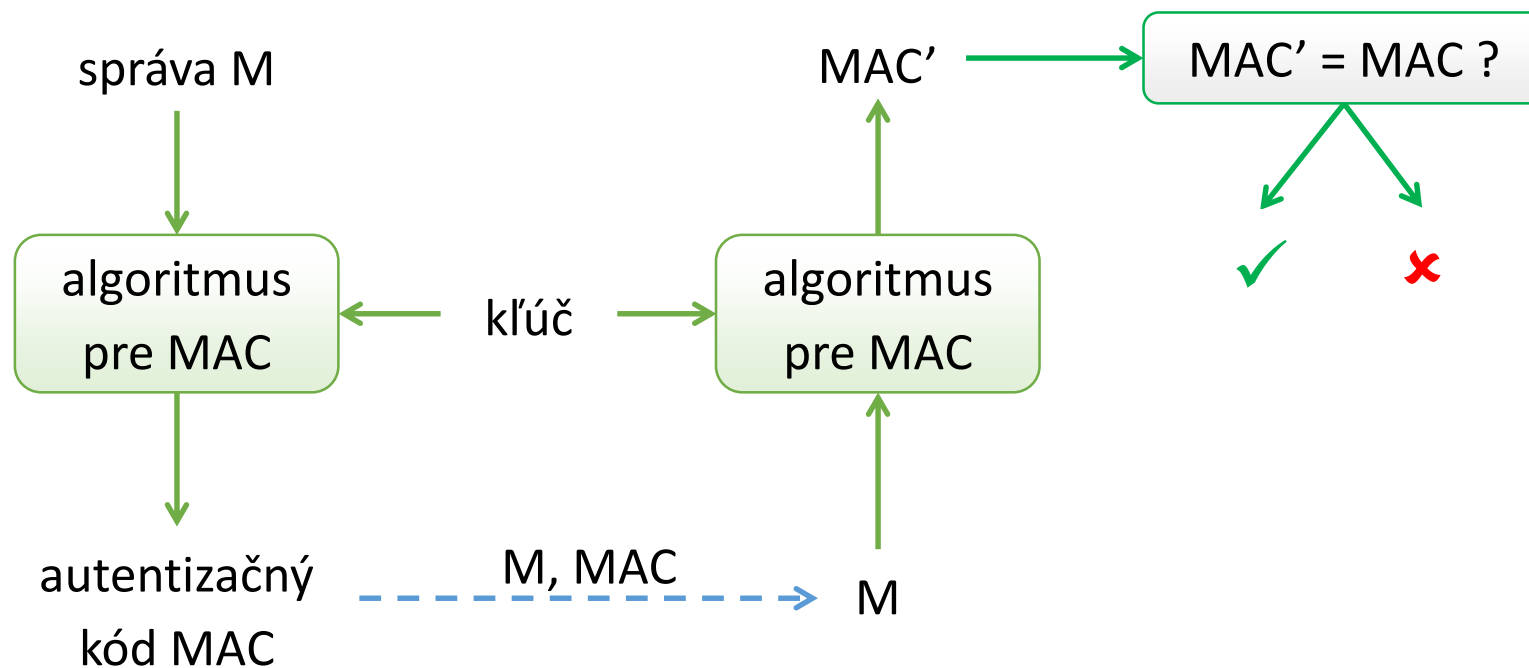 správa M
MAC’
MAC’ = MAC ?
algoritmus
pre MAC
kľúč
algoritmus
pre MAC
autentizačný
kód MAC
M, MAC
M